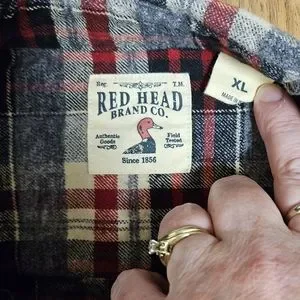 Reg. T.M.
RED HEAD
BRAND CO.
Authentic Goods
Field Tested
Since 1856
XL
MADE IN